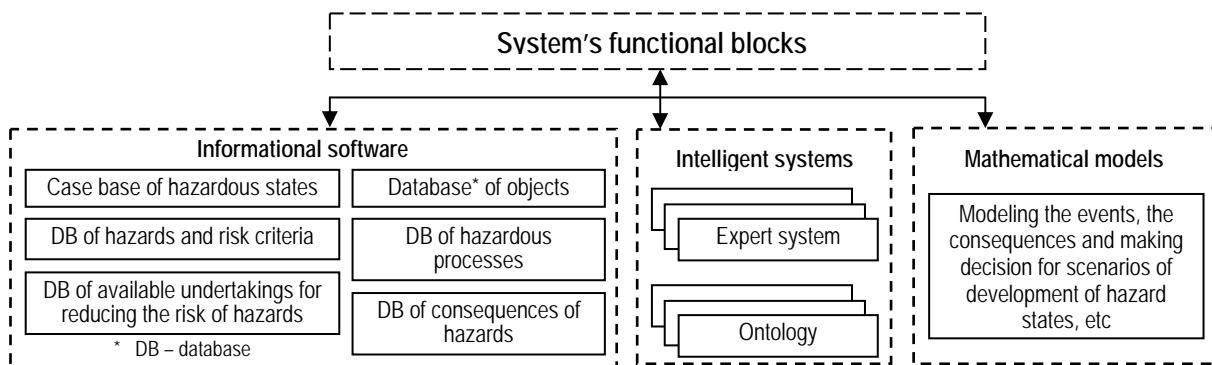 System's functional blocks
Informational software
Case base of hazardous states
DB of hazards and risk criteria
DB of available undertakings for
reducing the risk of hazards
* DB – database
Database* of objects
DB of hazardous
processes
DB of consequences of
hazards
Intelligent systems
Expert system
Ontology
Mathematical models
Modeling the events, the
consequences and making
decision for scenarios of
development of hazard
states, etc